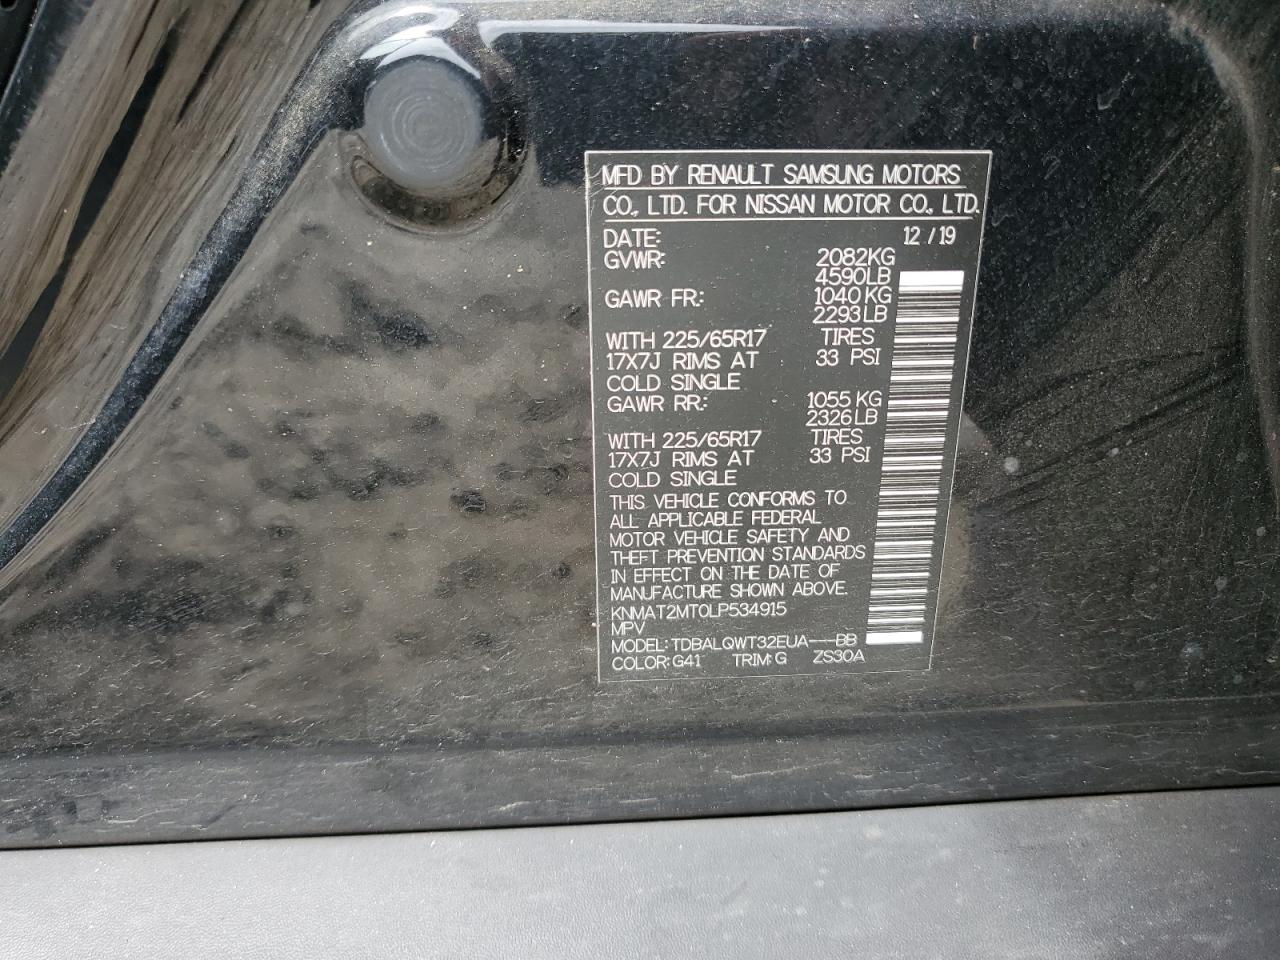 MFD BY RENAULT SAMSUNG MOTORS
CO., LTD. FOR NISSAN MOTOR CO., LTD.
DATE: 12 / 19
GVWR: 2082KG
4590LB
GAWR FR.: 1040 KG
2293 LB
WITH 225/65R17 TIRES
17X7J RIMS AT 33 PSI
COLD SINGLE
GAWR RR.: 1055 KG
2326 LB
WITH 225/65R17 TIRES
17X7J RIMS AT 33 PSI
COLD SINGLE
THIS VEHICLE CONFORMS TO
ALL APPLICABLE FEDERAL
MOTOR VEHICLE SAFETY AND
THEFT PREVENTION STANDARDS
IN EFFECT ON THE DATE OF
MANUFACTURE SHOWN ABOVE.
KNMAT2MT0LP534915
MPV
MODEL: TDBALQWT32EUA---BB
COLOR: G41 TRIM: G ZS30A